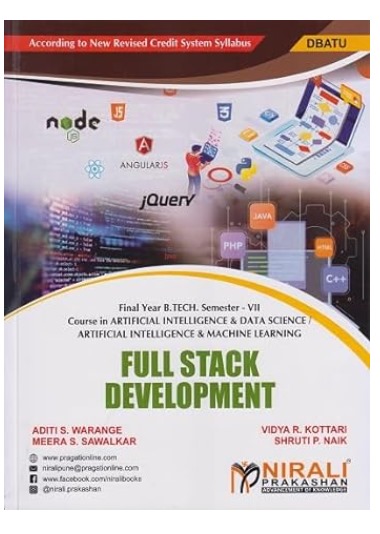 According to New Revised Credit System Syllabus
DBATU
node
JS
JS
3
ANGULARJS
jQuery
JAVA
PHP
HTML
C++
Final Year B.TECH. Semester - VII
Course in ARTIFICIAL INTELLIGENCE & DATA SCIENCE /
ARTIFICIAL INTELLIGENCE & MACHINE LEARNING
FULL STACK
DEVELOPMENT
ADITI S. WARANGE
MEERA S. SAWALKAR
VIDYA R. KOTTARI
SHRUTI P. NAIK
www.pragationline.com
niralipune@pragationline.com
www.facebook.com/niralibooks
@nirali.prakashan
NIRALI
PRAKASHAN
ADVANCEMENT OF KNOWLEDGE